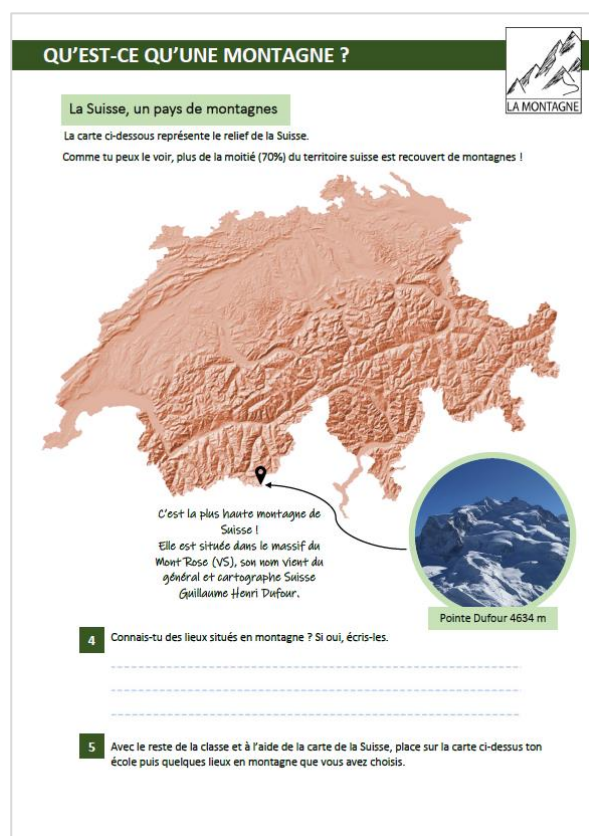 QU'EST-CE QU'UNE MONTAGNE ?
LA MONTAGNE
La Suisse, un pays de montagnes
La carte ci-dessous représente le relief de la Suisse.
Comme tu peux le voir, plus de la moitié (70%) du territoire suisse est recouvert de montagnes !
C'est la plus haute montagne de
Suisse !
Elle est située dans le massif du
Mont Rose (VS), son nom vient du
général et cartographe Suisse
Guillaume Henri Dufour.
Pointe Dufour 4634 m
4 Connais-tu des lieux situés en montagne ? Si oui, écris-les.
5 Avec le reste de la classe et à l'aide de la carte de la Suisse, place sur la carte ci-dessus ton
école puis quelques lieux en montagne que vous avez choisis.